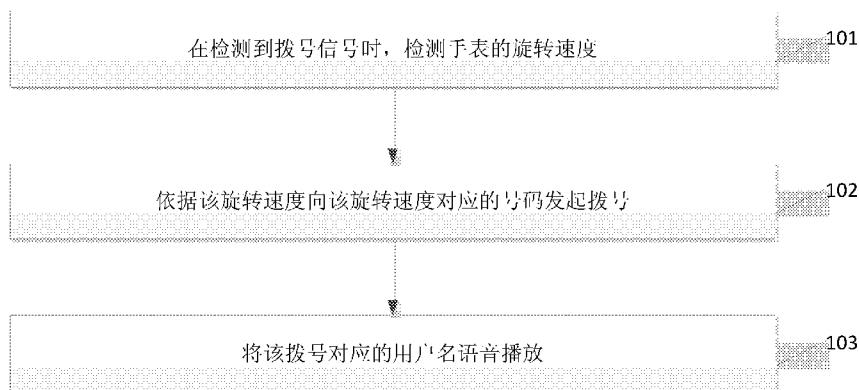 在检测到拨号信号时，检测手表的旋转速度
101
依据该旋转速度向该旋转速度对应的号码发起拨号
102
将该拨号对应的用户名语音播放
103